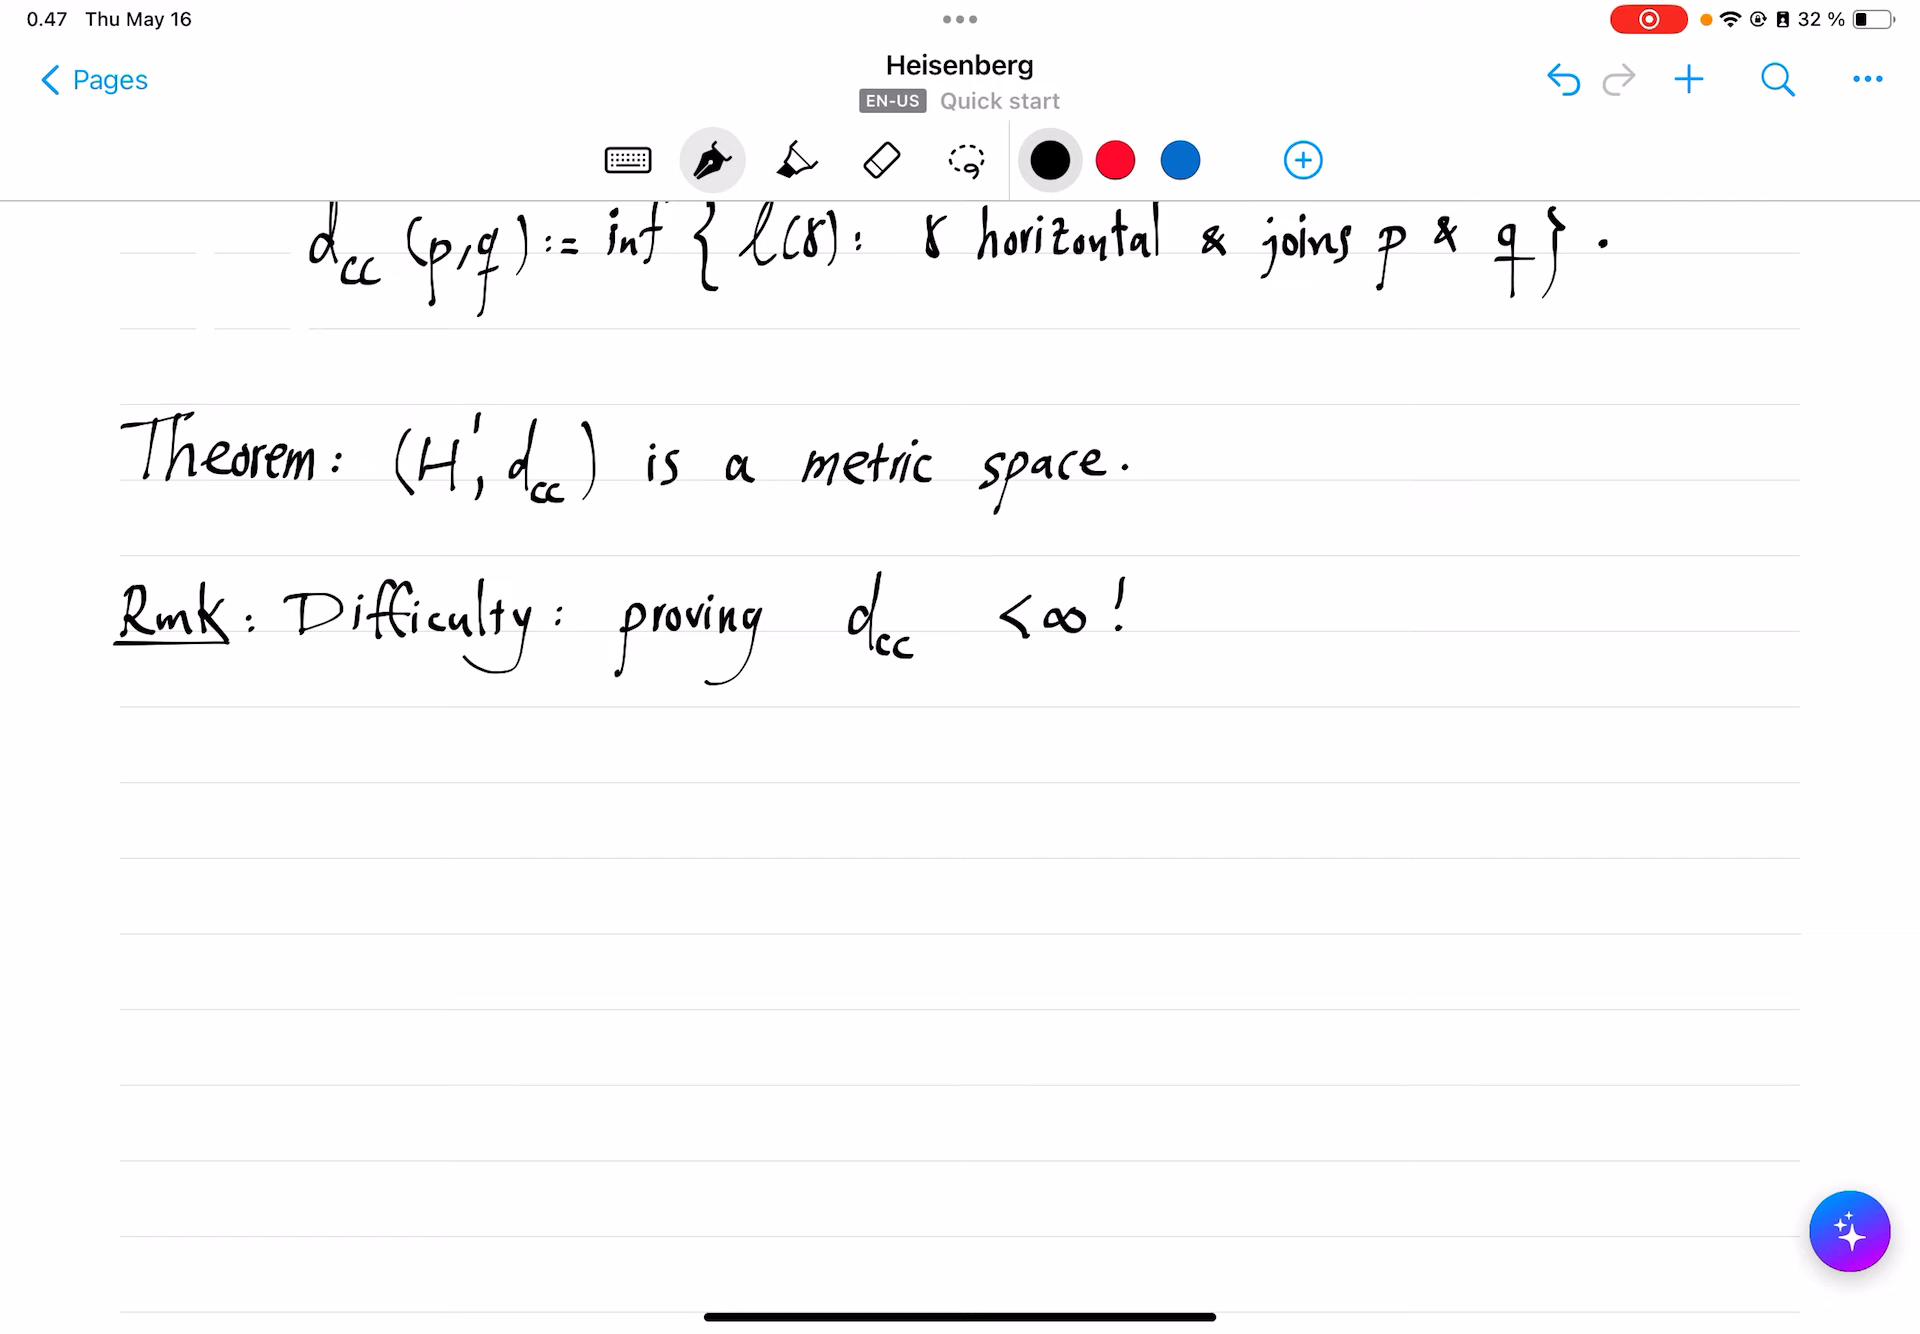 0.47 Thu May 16
32 %
Pages
Heisenberg
EN-US Quick start
d_cc (p,q) := inf { l(γ): γ horizontal & joins p & q } .
Theorem: (H¹, d_cc) is a metric space.
Rmk: Difficulty: proving d_cc < ∞!